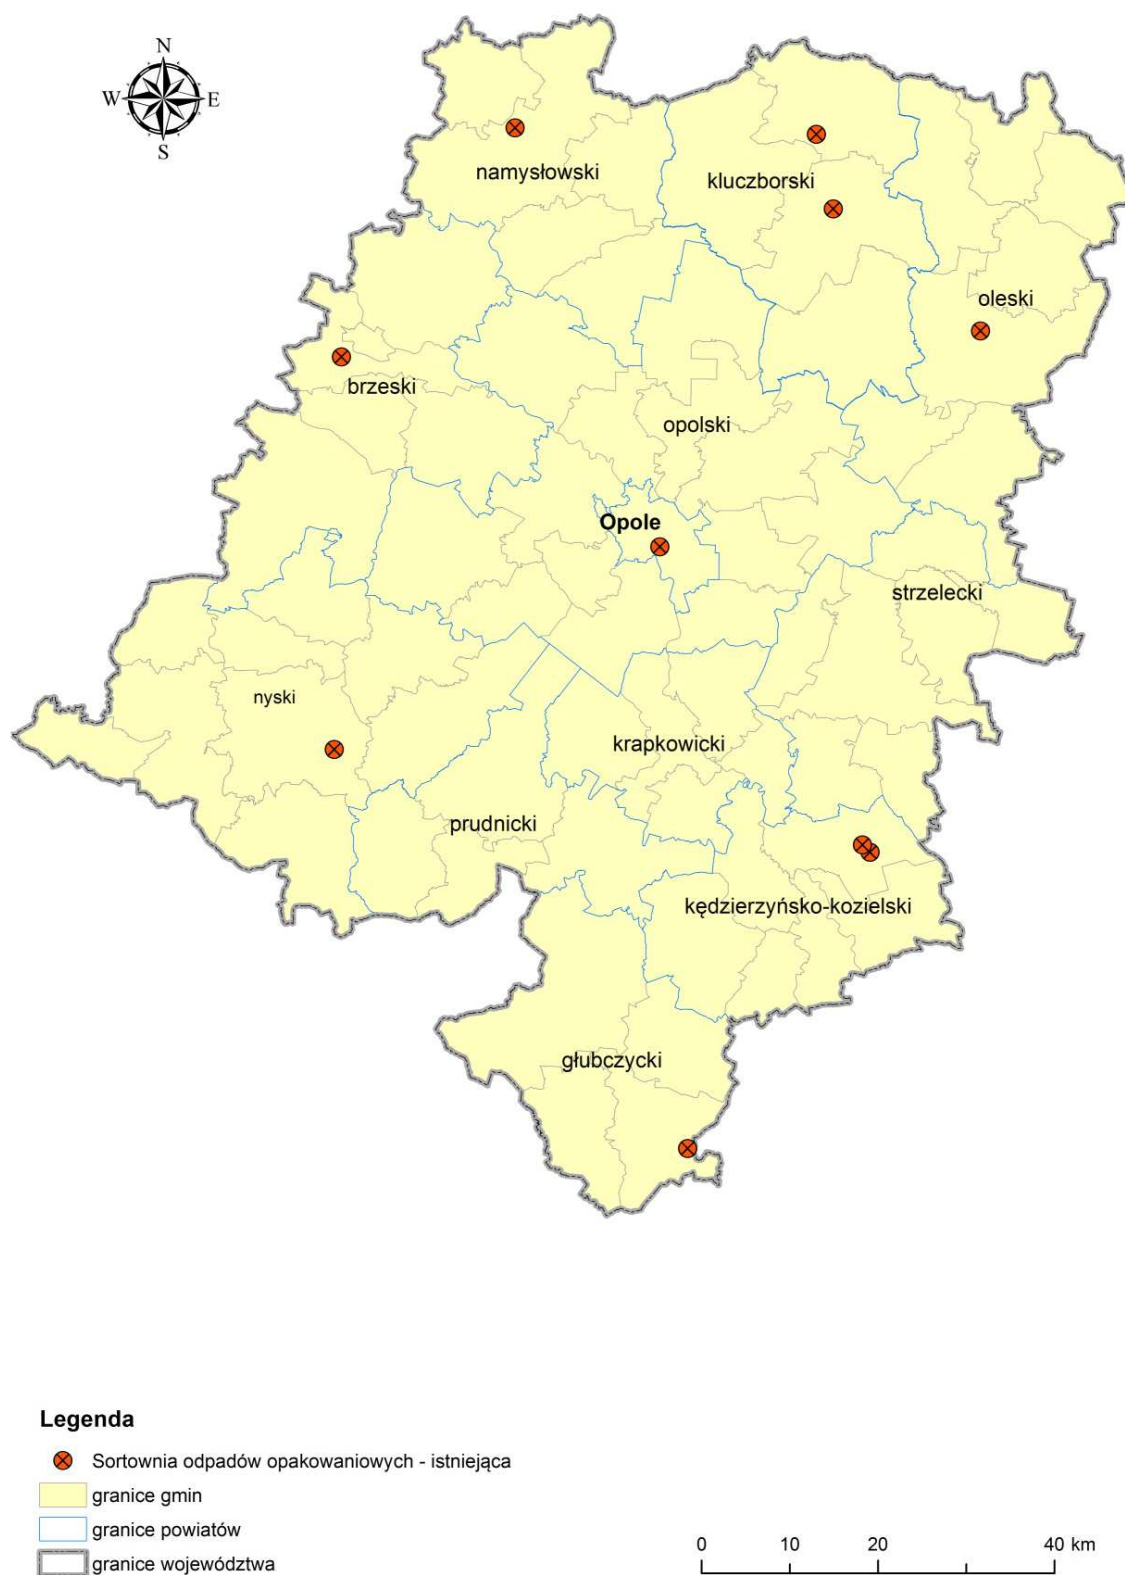 N
W E
S
namysłowski
kluczborski
oleski
brzeski
opolski
Opole
strzelecki
nyski
krapkowicki
prudnicki
kędzierzyńsko-kozielski
głubczycki
Legenda
Sortownia odpadów opakowaniowych - istniejąca
granice gmin
granice powiatów
granice województwa
0 10 20 40 km